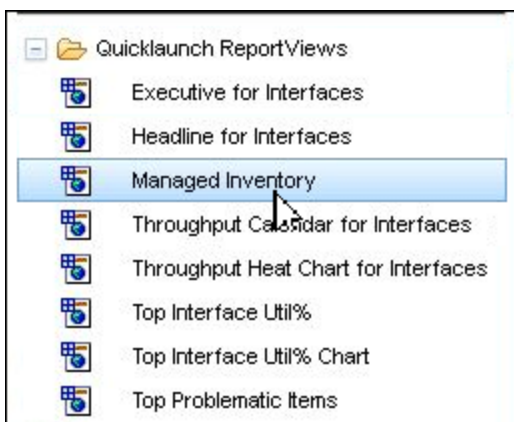 Quicklaunch ReportViews
Executive for Interfaces
Headline for Interfaces
Managed Inventory
Throughput Calendar for Interfaces
Throughput Heat Chart for Interfaces
Top Interface Util%
Top Interface Util% Chart
Top Problematic Items